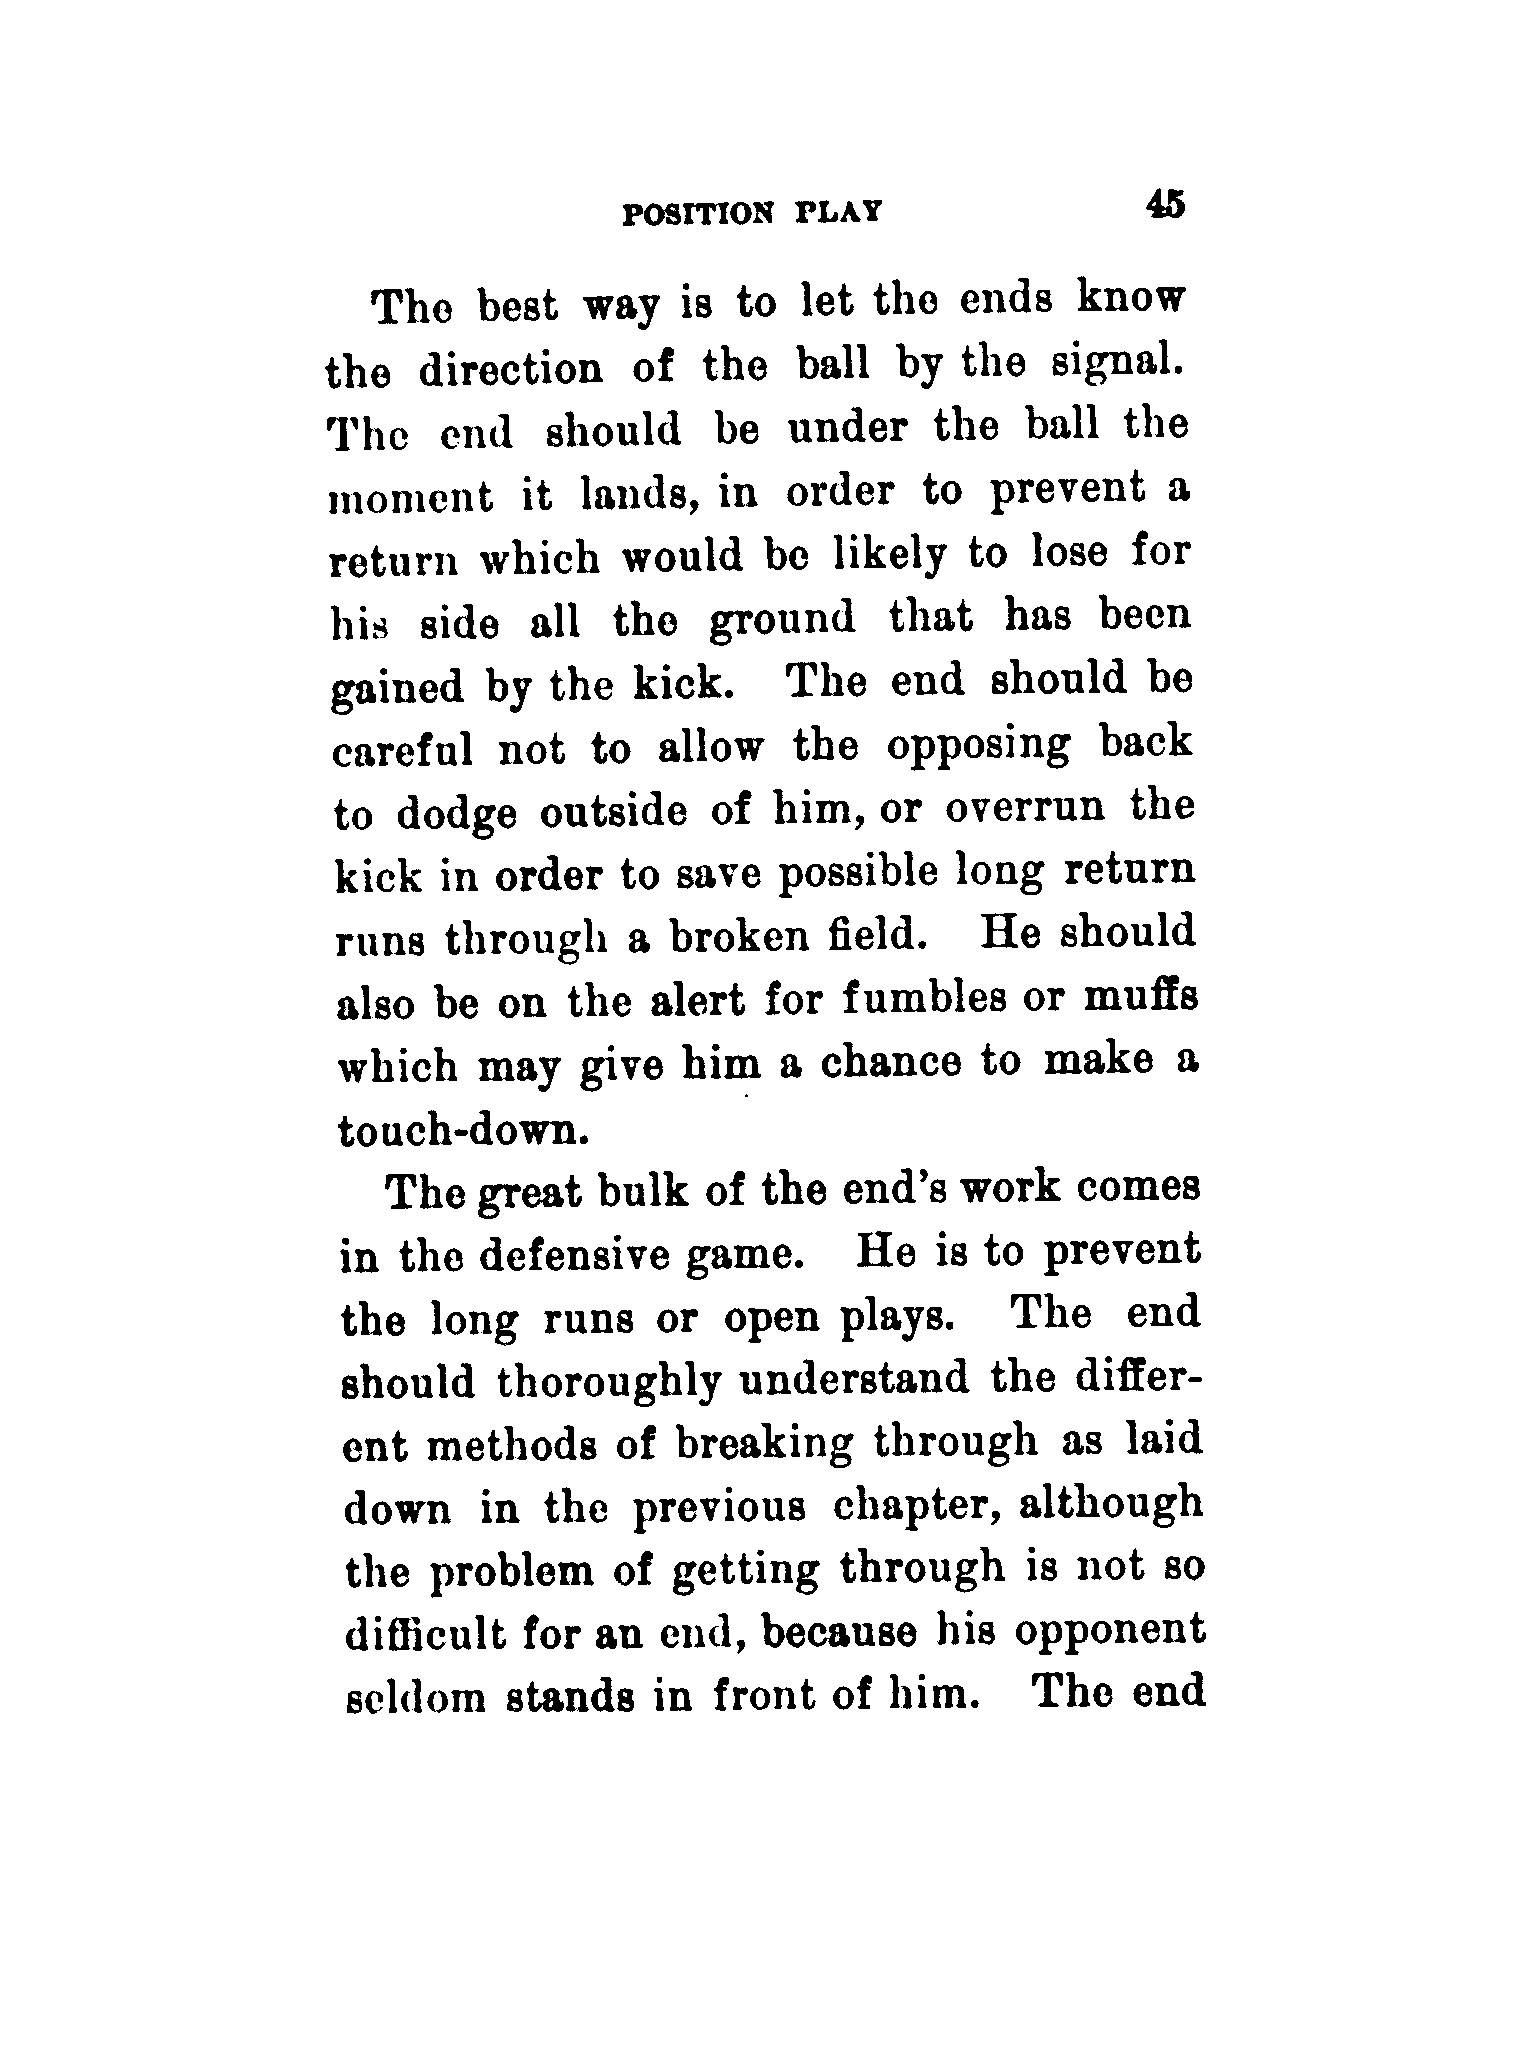 POSITION PLAY 45
The best way is to let the ends know
the direction of the ball by the signal.
The end should be under the ball the
moment it lands, in order to prevent a
return which would be likely to lose for
his side all the ground that has been
gained by the kick. The end should be
careful not to allow the opposing back
to dodge outside of him, or overrun the
kick in order to save possible long return
runs through a broken field. He should
also be on the alert for fumbles or muffs
which may give him a chance to make a
touch-down.
The great bulk of the end's work comes
in the defensive game. He is to prevent
the long runs or open plays. The end
should thoroughly understand the differ-
ent methods of breaking through as laid
down in the previous chapter, although
the problem of getting through is not so
difficult for an end, because his opponent
seldom stands in front of him. The end